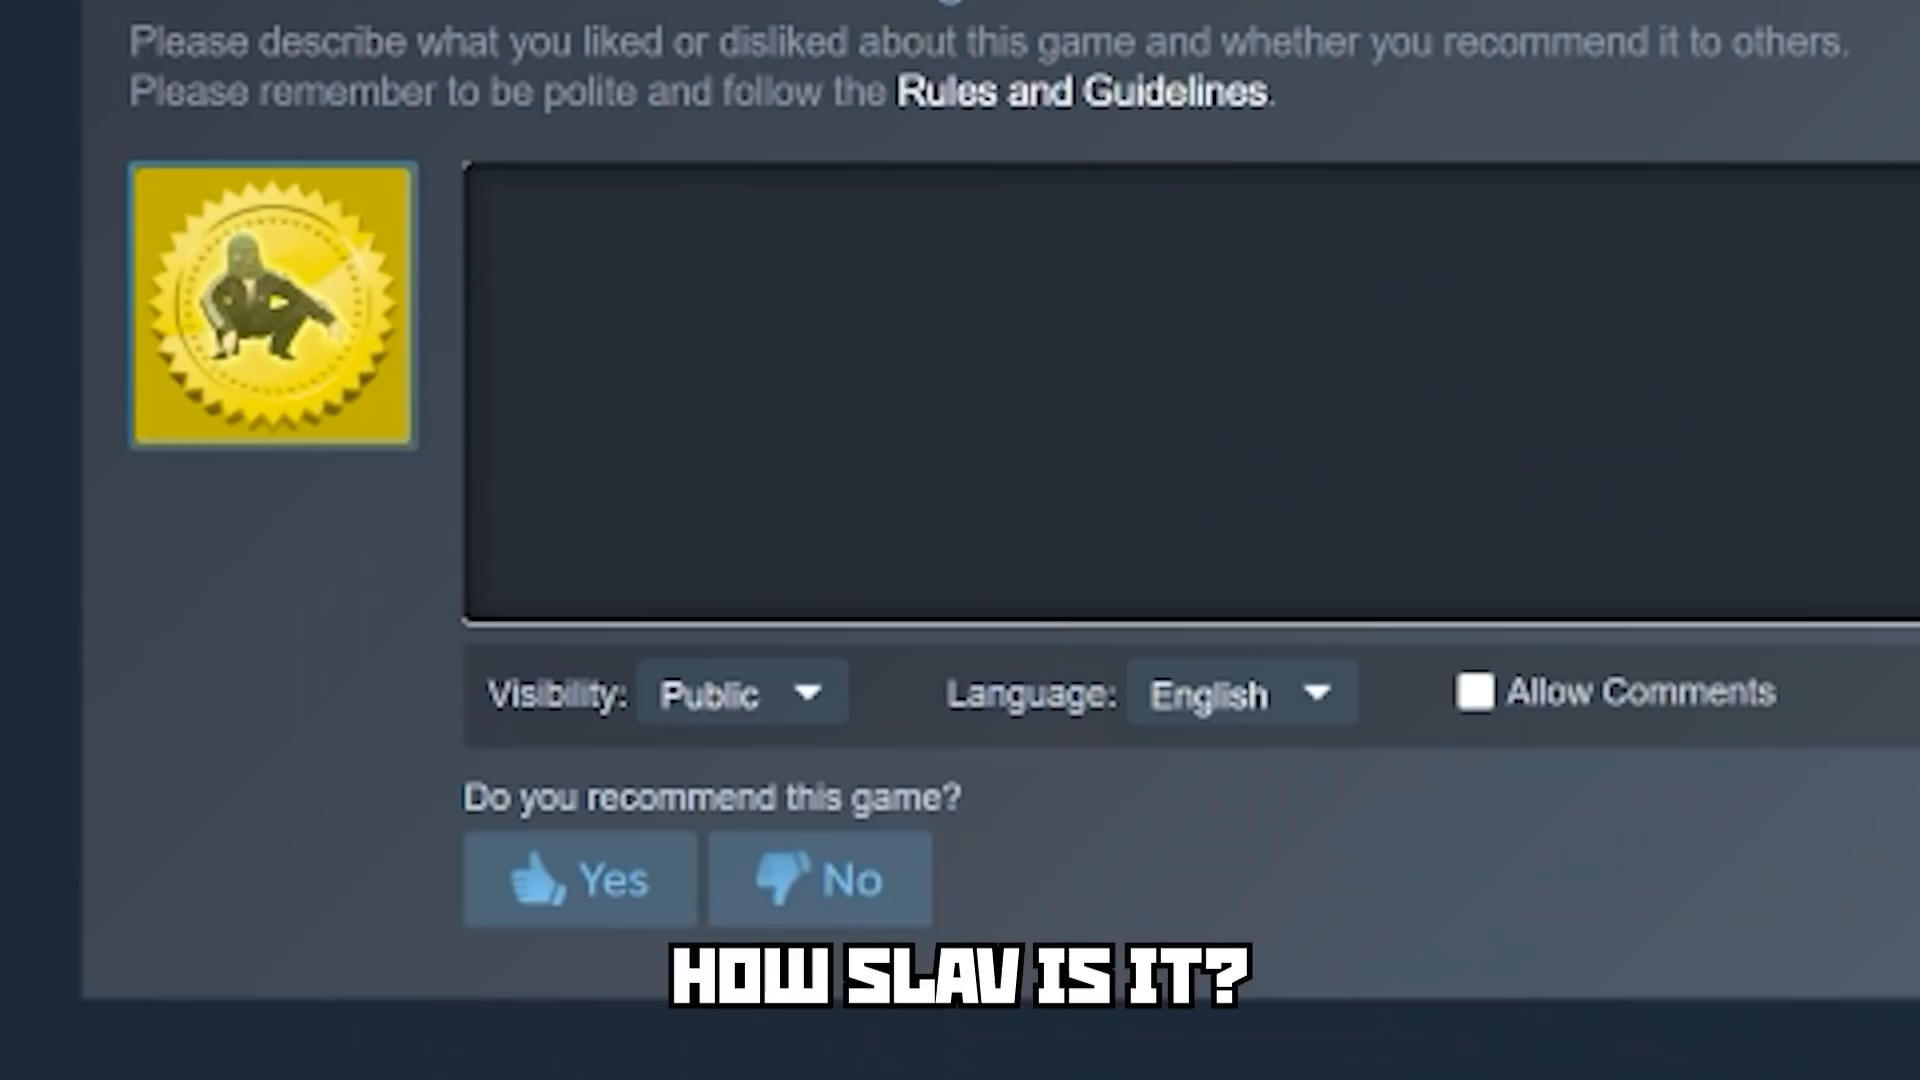 Please describe what you liked or disliked about this game and whether you recommend it to others.
Please remember to be polite and follow the Rules and Guidelines.
Visibility: Public Language: English Allow Comments
Do you recommend this game?
Yes No
HOW SLAV IS IT?